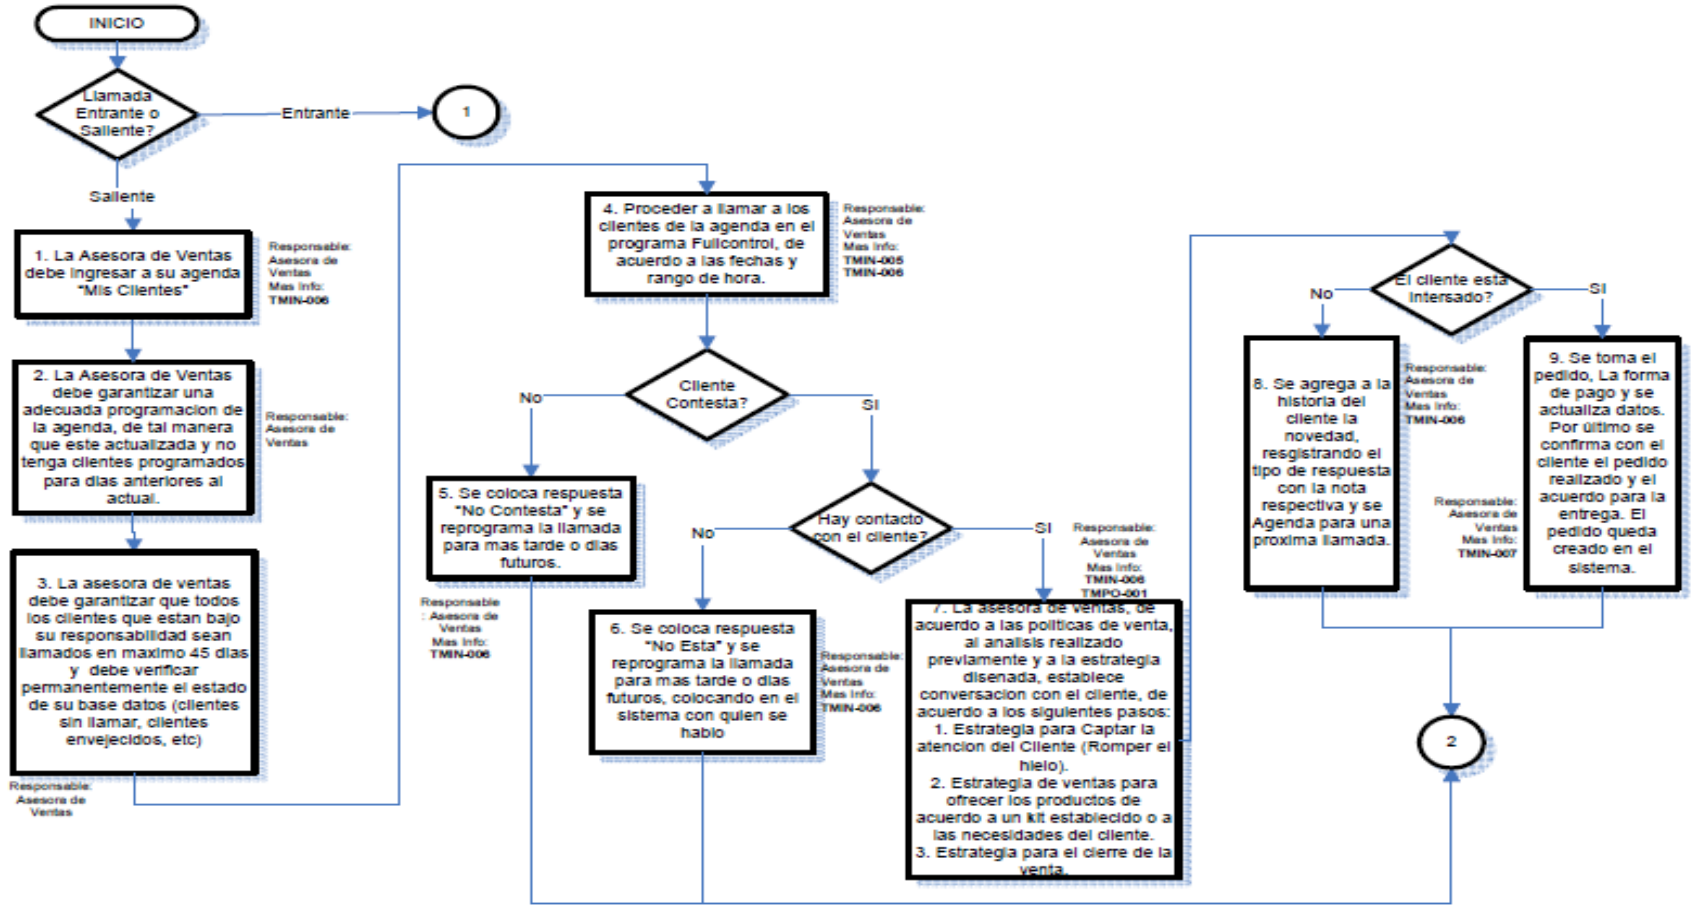 INICIO
Llamada
Entrante o
Saliente?
Entrante
1
Saliente
1. La Asesora de Ventas
debe ingresar a su agenda
"Mis Clientes"
Responsable:
Asesora de
Ventas
Mas Info:
TMIN-006
2. La Asesora de Ventas
debe garantizar una
adecuada programacion de
la agenda, de tal manera
que este actualizada y no
tenga clientes programados
para dias anteriores al
actual.
Responsable:
Asesora de
Ventas
3. La asesora de ventas
debe garantizar que todos
los clientes que estan bajo
su responsabilidad sean
llamados en maximo 45 dias
y debe verificar
permanentemente el estado
de su base datos (clientes
sin llamar, clientes
envejecidos, etc)
Responsable:
Asesora de
Ventas
4. Proceder a llamar a los
clientes de la agenda en el
programa Fullcontrol, de
acuerdo a las fechas y
rango de hora.
Responsable:
Asesora de
Ventas
Mas Info:
TMIN-005
TMIN-006
Cliente
Contesta?
No
SI
5. Se coloca respuesta
"No Contesta" y se
reprograma la llamada
para mas tarde o dias
futuros.
Responsable
: Asesora de
Ventas
Mas Info:
TMIN-006
Hay contacto
con el cliente?
No
SI
6. Se coloca respuesta
"No Esta" y se
reprograma la llamada
para mas tarde o dias
futuros, colocando en el
sistema con quien se
hablo
Responsable:
Asesora de
Ventas
Mas Info:
TMIN-006
Responsable:
Asesora de
Ventas
Mas Info:
TMIN-006
TMPO-001
7. La asesora de ventas, de
acuerdo a las politicas de venta,
al analisis realizado
previamente y a la estrategia
disenada, establece
conversacion con el cliente, de
acuerdo a los siguientes pasos:
1. Estrategia para Captar la
atencion del Cliente (Romper el
hielo).
2. Estrategia de ventas para
ofrecer los productos de
acuerdo a un kit establecido o a
las necesidades del cliente.
3. Estrategia para el cierre de la
venta.
El cliente está
intersado?
No
SI
8. Se agrega a la
historia del
cliente la
novedad,
resgistrando el
tipo de respuesta
con la nota
respectiva y se
Agenda para una
proxima llamada.
Responsable:
Asesora de
Ventas
Mas Info:
TMIN-006
9. Se toma el
pedido, La forma
de pago y se
actualiza datos.
Por último se
confirma con el
cliente el pedido
realizado y el
acuerdo para la
entrega. El
pedido queda
creado en el
sistema.
Responsable:
Asesora de
Ventas
Mas Info:
TMIN-007
2